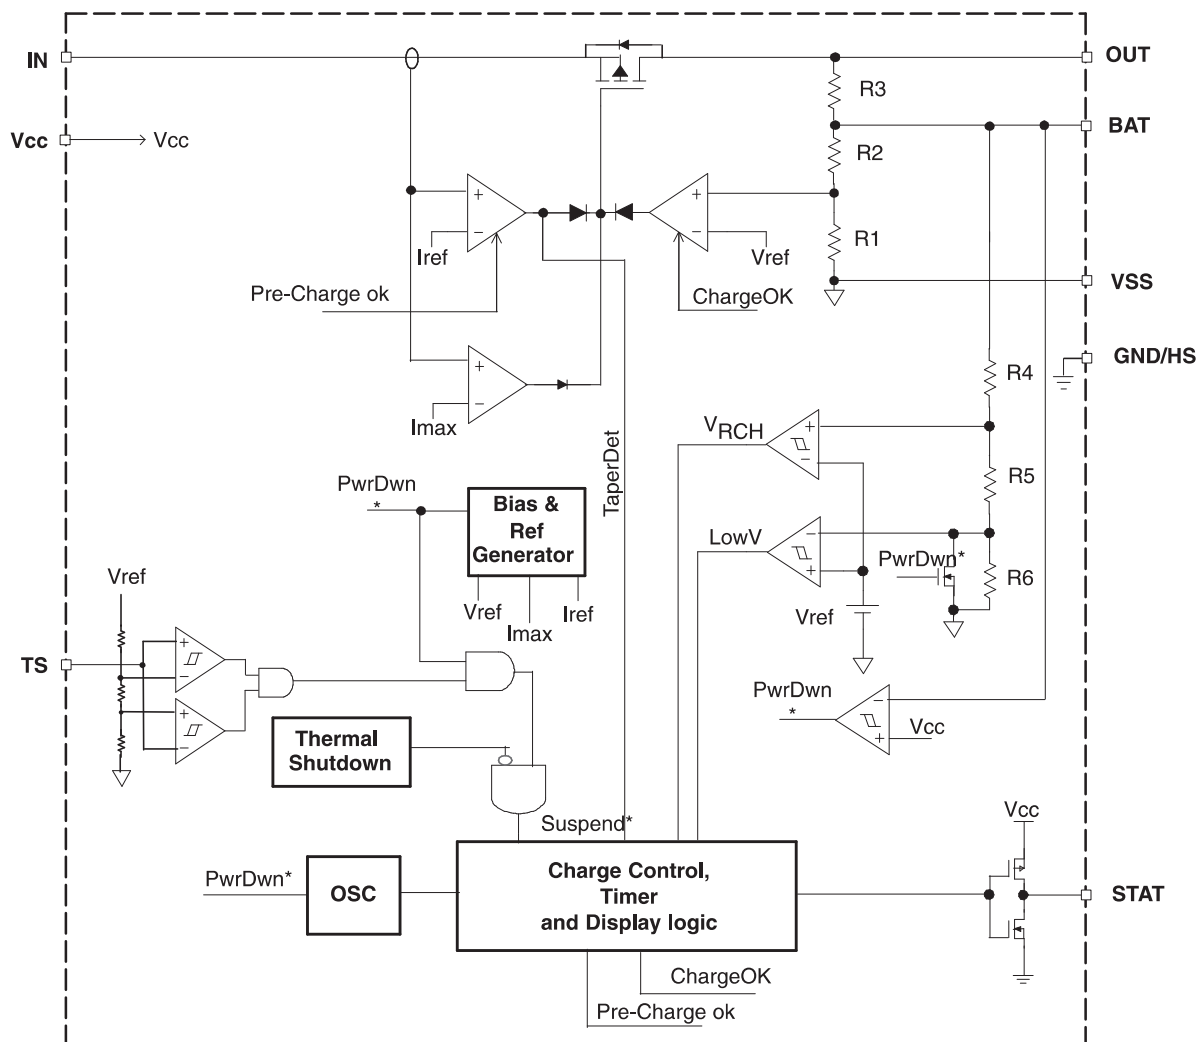 IN
OUT
R3
BAT
Vcc
Vcc
R2
+
+
−
−
R1
Iref
Vref
VSS
Pre-Charge ok
ChargeOK
GND/HS
+
R4
−
Imax
VRCH
+
−
TaperDet
PwrDwn
*
Bias &
Ref
Generator
R5
LowV
−
+
PwrDwn*
R6
Vref
Vref
Iref
Imax
Vref
TS
+
−
+
−
PwrDwn
*
−
Vcc
+
Thermal
Shutdown
Vcc
Suspend*
PwrDwn*
OSC
Charge Control,
Timer
and Display logic
STAT
ChargeOK
Pre-Charge ok